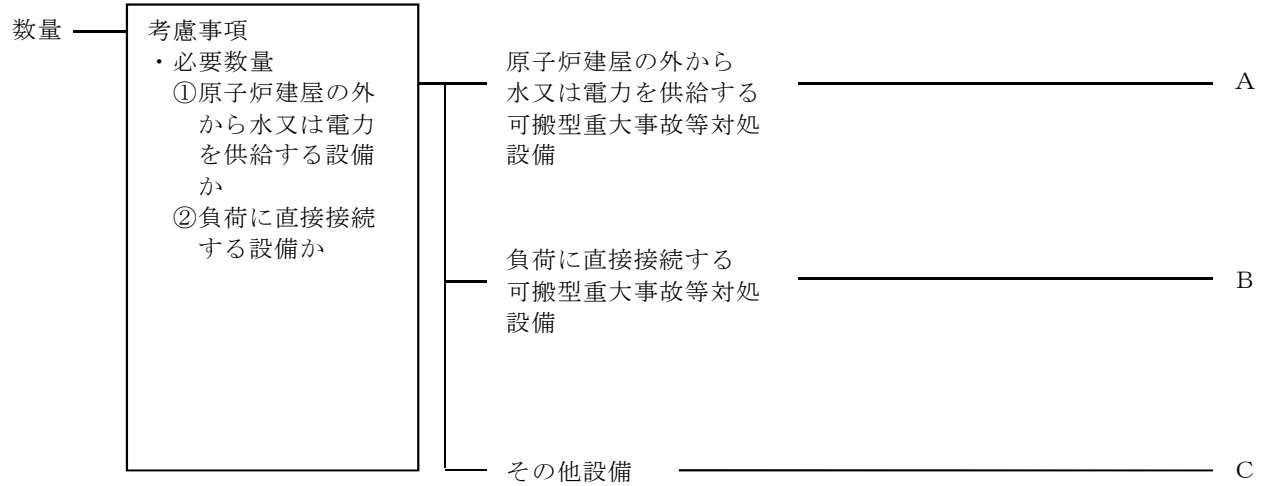 数量
考慮事項
・必要数量
①原子炉建屋の外
から水又は電力
を供給する設備
か
②負荷に直接接続
する設備か
原子炉建屋の外から
水又は電力を供給する
可搬型重大事故等対処
設備
A
負荷に直接接続する
可搬型重大事故等対処
設備
B
その他設備
C